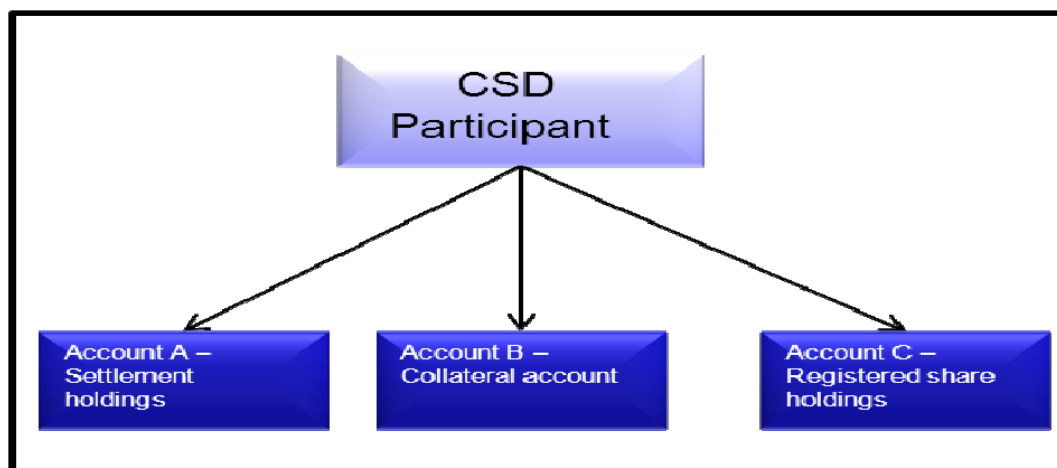 CSD
Participant
Account A –
Settlement
holdings
Account B –
Collateral account
Account C –
Registered share
holdings